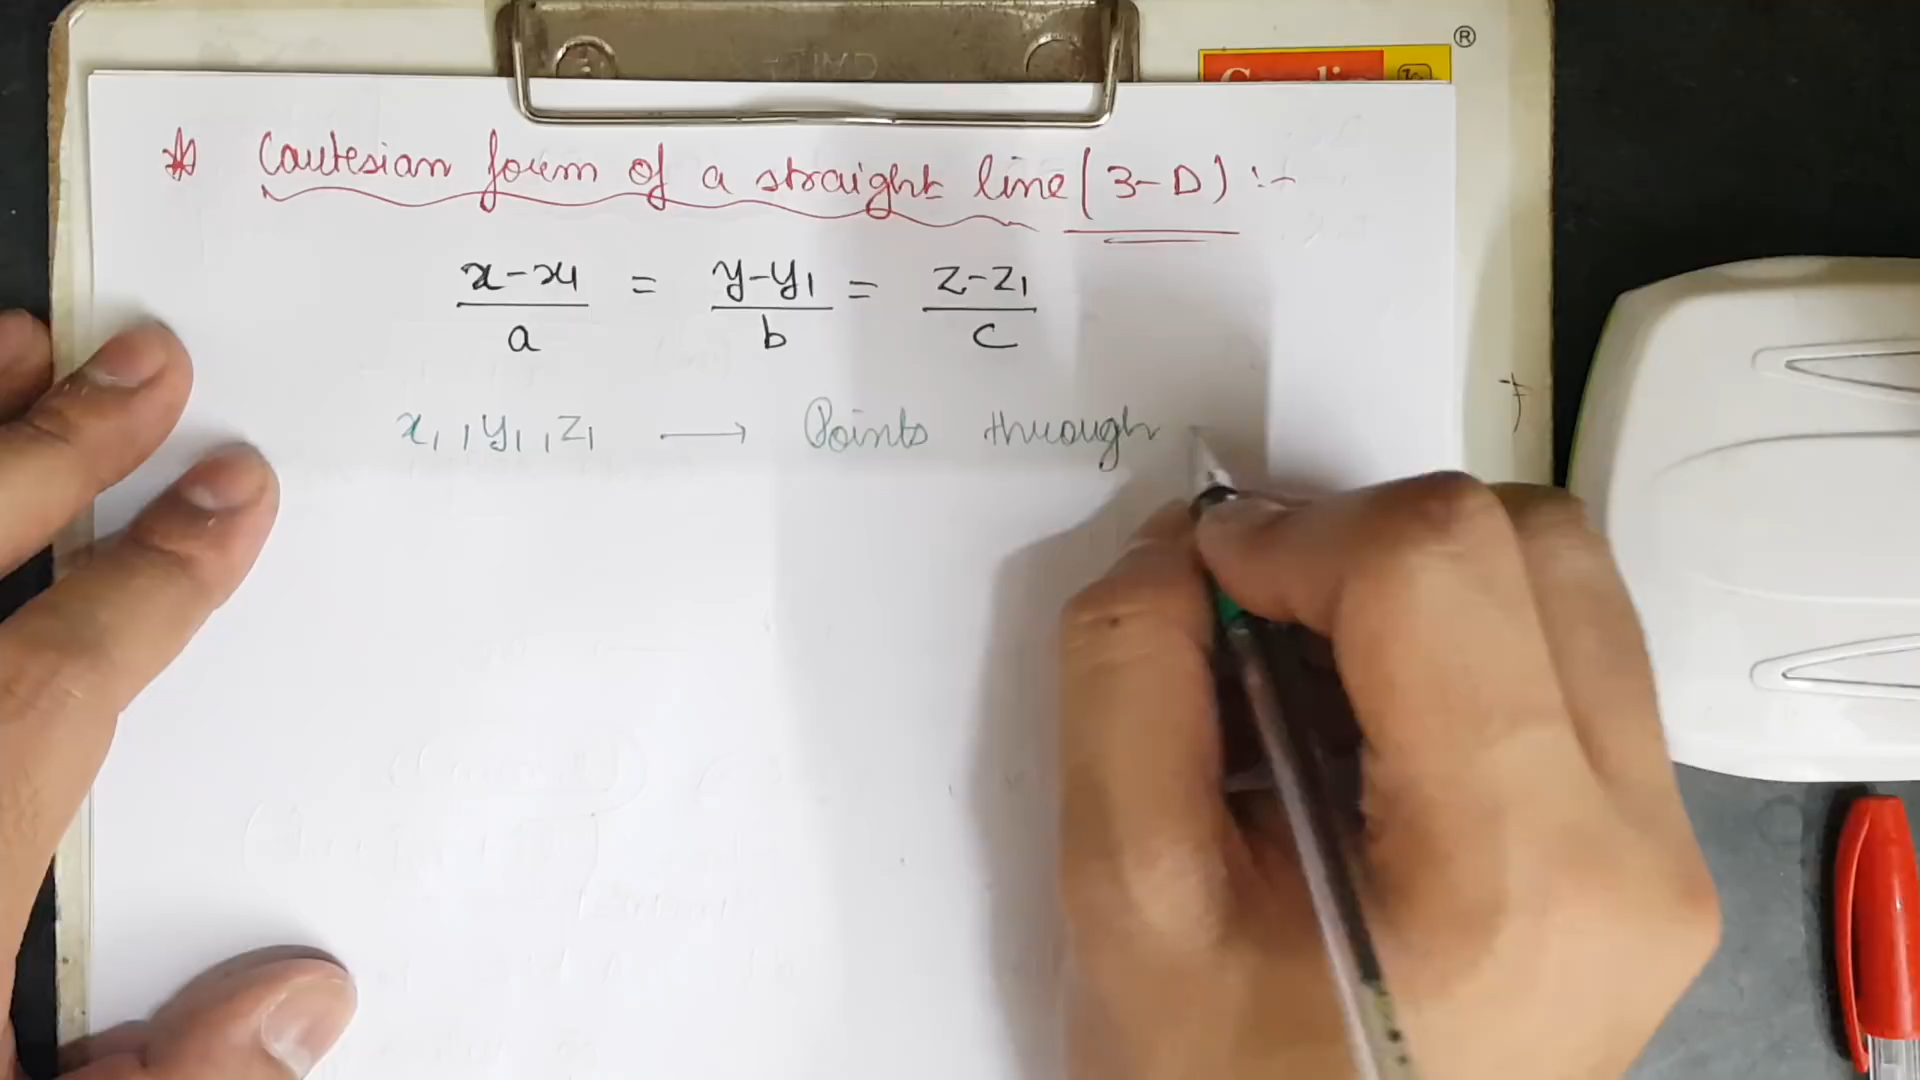 * Cartesian form of a straight line (3-D) :-
x-x1/a = y-y1/b = z-z1/c
x1, y1, z1 → Points through
®